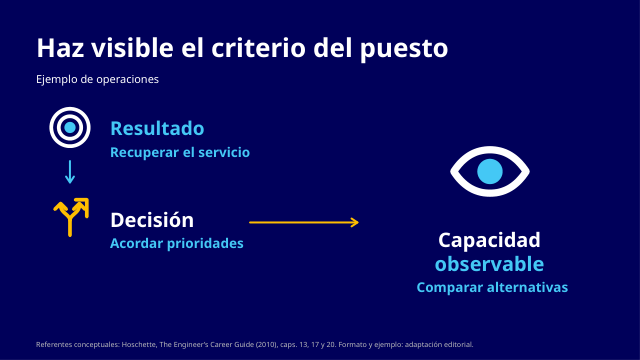 Haz visible el criterio del puesto
Ejemplo de operaciones
Resultado
Recuperar el servicio
Decisión
Acordar prioridades
Capacidad
observable
Comparar alternativas
Referentes conceptuales: Hoschette, The Engineer's Career Guide (2010), caps. 13, 17 y 20. Formato y ejemplo: adaptación editorial.